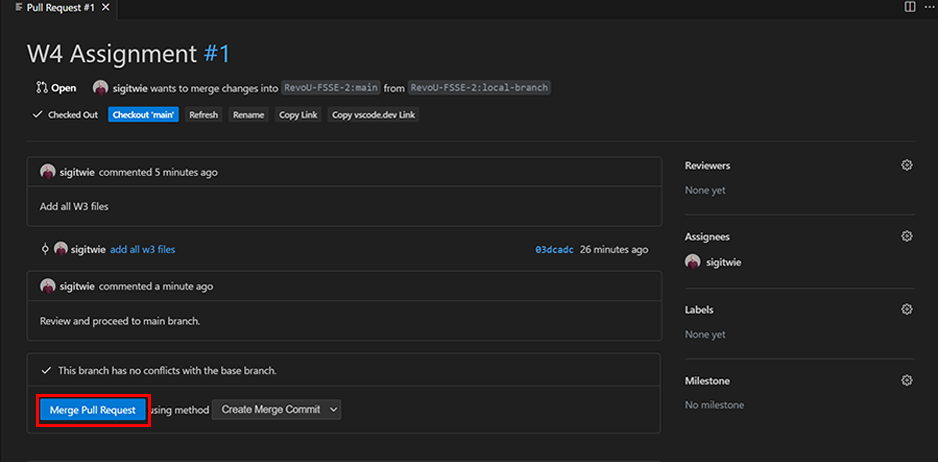 Pull Request #1
W4 Assignment #1
Open sigitwie wants to merge changes into RevoU-FSSE-2:main from RevoU-FSSE-2:local-branch
Checked Out Checkout 'main' Refresh Rename Copy Link Copy vscode.dev Link
sigitwie commented 5 minutes ago
Add all W3 files
sigitwie add all w3 files 03dcadc 26 minutes ago
sigitwie commented a minute ago
Review and proceed to main branch.
This branch has no conflicts with the base branch.
Merge Pull Request using method Create Merge Commit
Reviewers
None yet
Assignees
sigitwie
Labels
None yet
Milestone
No milestone